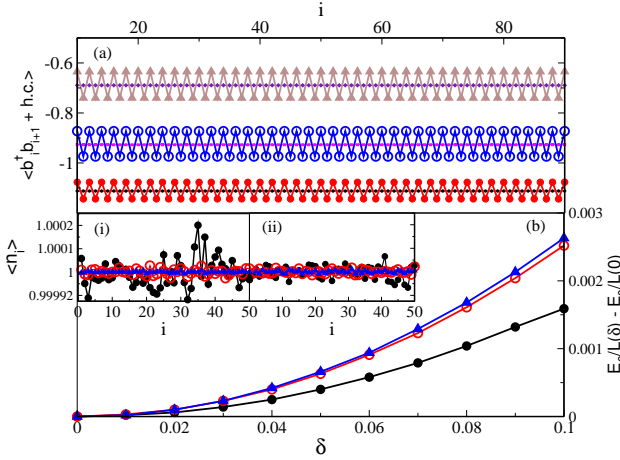 i
20 40 60 80
(a)
-0.6
-0.8
-1
<b†i bi+1 + h.c.>
(i) (ii) (b)
1.0002
1.0001
1
0.99992
<ni>
0 10 20 30 40 50 10 20 30 40 50
i i
0.003
0.002
0.001
0
E0/L(δ) - E0/L(0)
0 0.02 0.04 0.06 0.08 0.1
δ